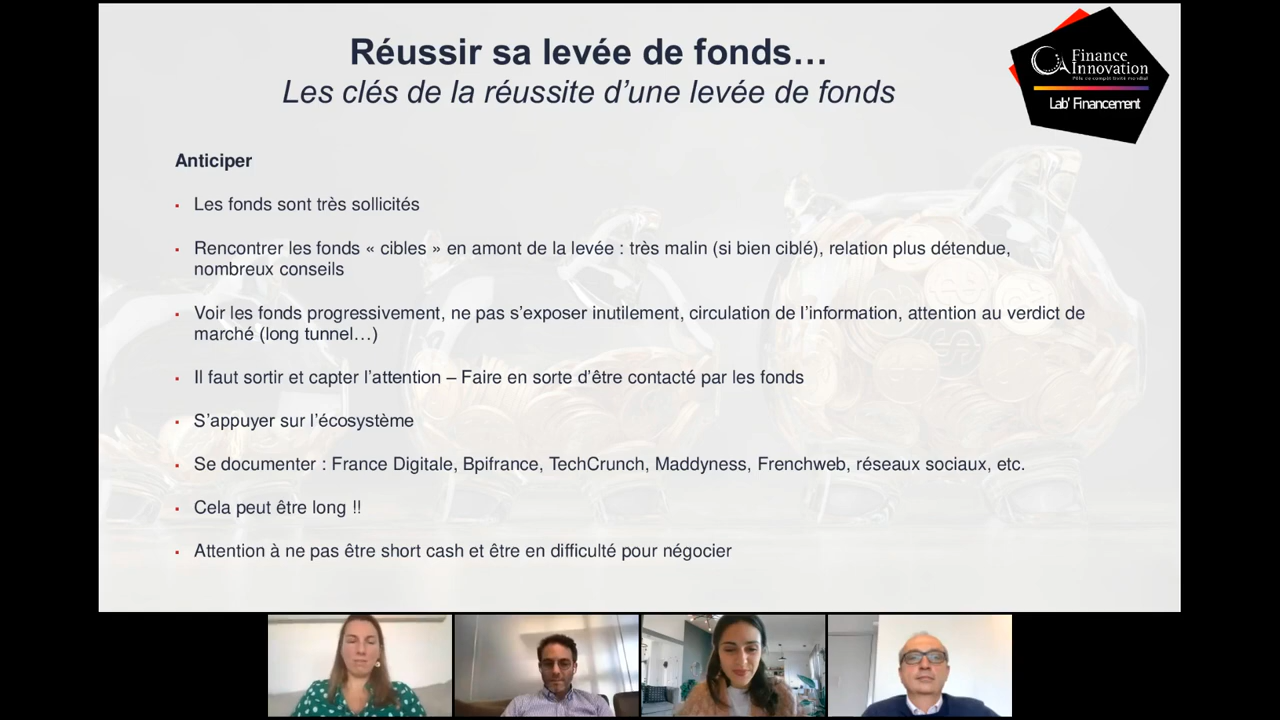 Réussir sa levée de fonds…
Les clés de la réussite d’une levée de fonds
Finance
Innovation
Pôle de compétitivité mondial
Lab’ Financement
Anticiper
▪ Les fonds sont très sollicités
▪ Rencontrer les fonds « cibles » en amont de la levée : très malin (si bien ciblé), relation plus détendue,
nombreux conseils
▪ Voir les fonds progressivement, ne pas s’exposer inutilement, circulation de l’information, attention au verdict de
marché (long tunnel…)
▪ Il faut sortir et capter l’attention – Faire en sorte d’être contacté par les fonds
▪ S’appuyer sur l’écosystème
▪ Se documenter : France Digitale, Bpifrance, TechCrunch, Maddyness, Frenchweb, réseaux sociaux, etc.
▪ Cela peut être long !!
▪ Attention à ne pas être short cash et être en difficulté pour négocier